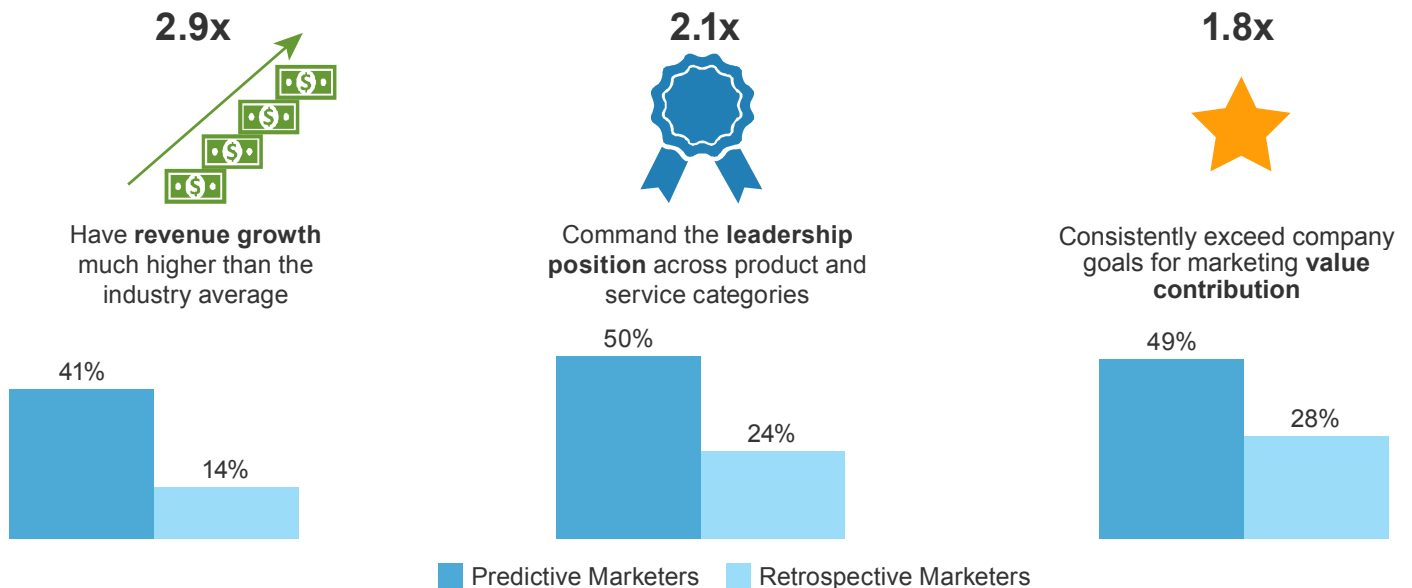 2.9x
$
$
$
$
Have revenue growth
much higher than the
industry average
41%
14%
2.1x
Command the leadership
position across product and
service categories
50%
24%
1.8x
Consistently exceed company
goals for marketing value
contribution
49%
28%
Predictive Marketers
Retrospective Marketers